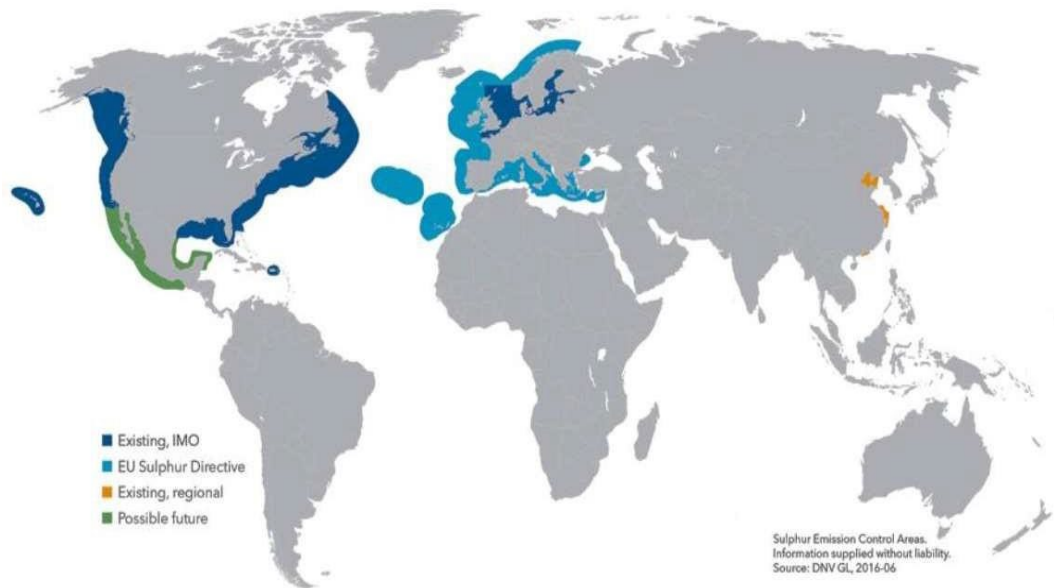 Existing, IMO
EU Sulphur Directive
Existing, regional
Possible future
Sulphur Emission Control Areas.
Information supplied without liability.
Source: DNV GL, 2016-06